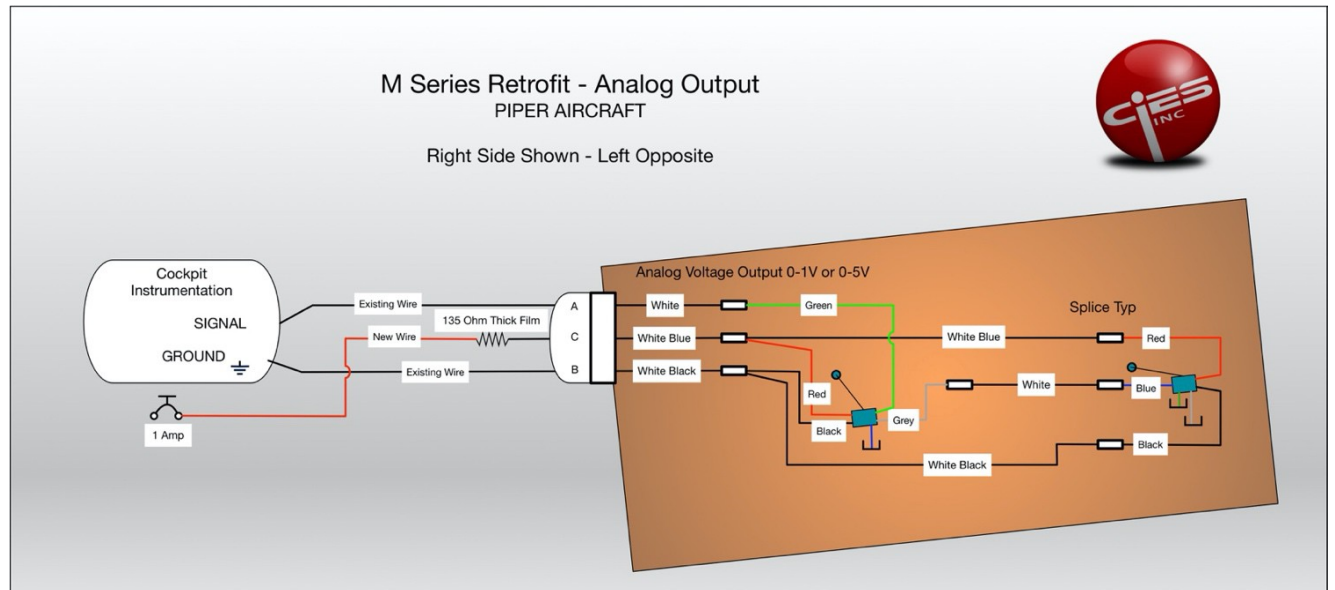 M Series Retrofit - Analog Output
PIPER AIRCRAFT
Right Side Shown - Left Opposite
CiES
INC
Cockpit
Instrumentation
SIGNAL
GROUND
1 Amp
Existing Wire
New Wire
135 Ohm Thick Film
Existing Wire
A
C
B
Analog Voltage Output 0-1V or 0-5V
White
Green
White Blue
White Black
Red
Black
Grey
White Blue
Splice Typ
Red
White
Blue
Black
White Black